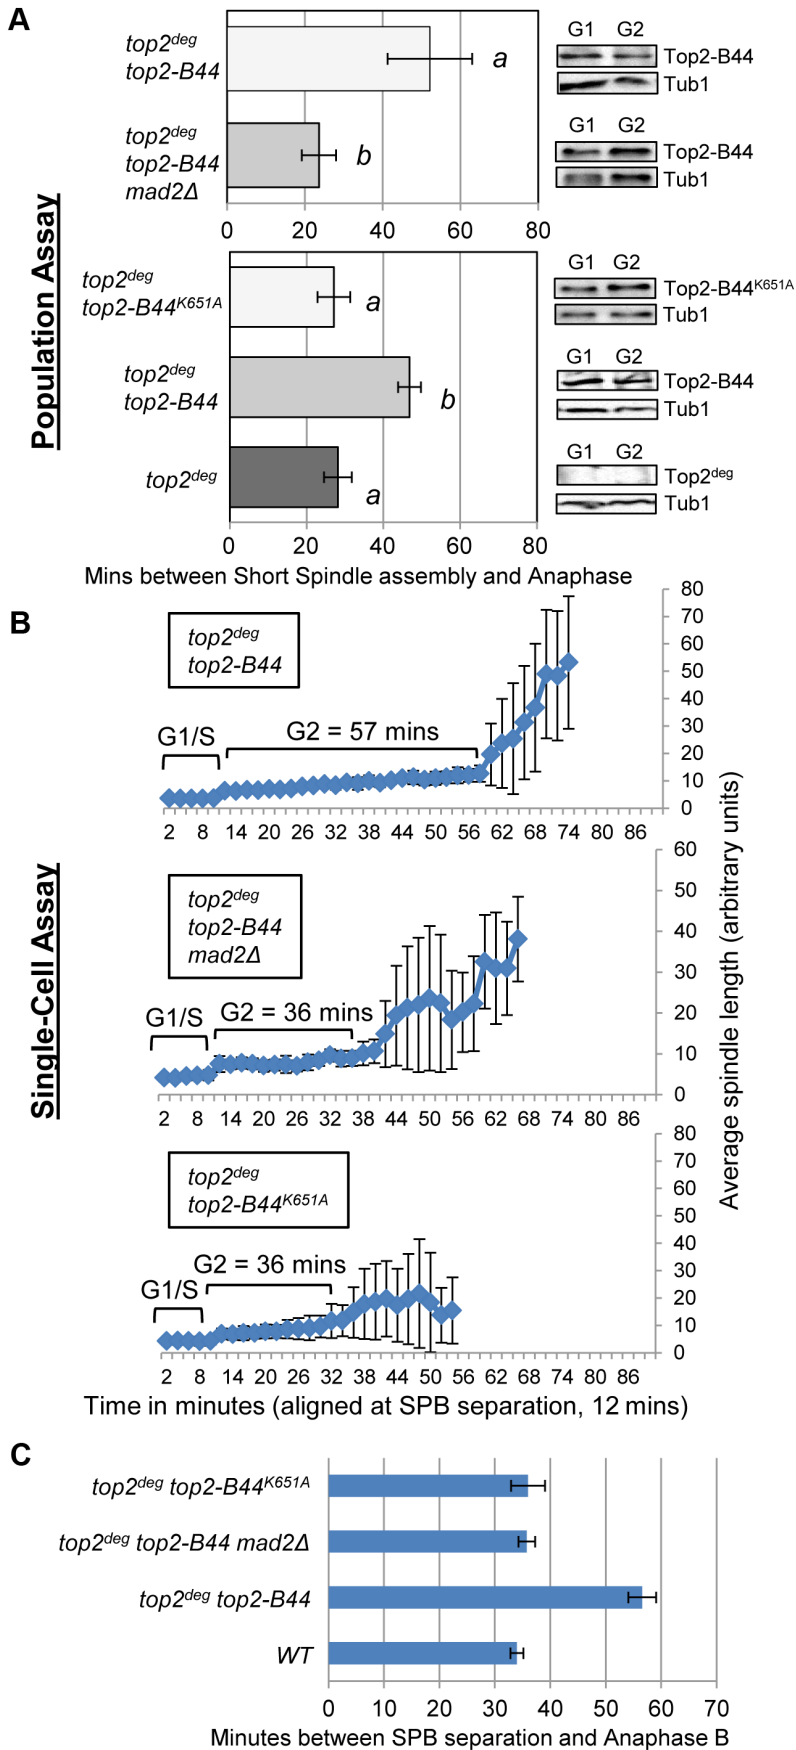 A
Population Assay
top2deg
top2-B44
a
G1 G2
Top2-B44
Tub1
top2deg
top2-B44
mad2Δ
b
G1 G2
Top2-B44
Tub1
0 20 40 60 80
top2deg
top2-B44K651A
a
G1 G2
Top2-B44K651A
Tub1
top2deg
top2-B44
b
G1 G2
Top2-B44
Tub1
top2deg
a
G1 G2
Top2deg
Tub1
0 20 40 60 80
Mins between Short Spindle assembly and Anaphase
B
Single-Cell Assay
top2deg
top2-B44
G1/S
G2 = 57 mins
80
70
60
50
40
30
20
10
0
2 8 14 20 26 32 38 44 50 56 62 68 74 80 86
top2deg
top2-B44
mad2Δ
G1/S
G2 = 36 mins
60
50
40
30
20
10
0
2 8 14 20 26 32 38 44 50 56 62 68 74 80 86
Average spindle length (arbitrary units)
top2deg
top2-B44K651A
G1/S
G2 = 36 mins
80
70
60
50
40
30
20
10
0
2 8 14 20 26 32 38 44 50 56 62 68 74 80 86
Time in minutes (aligned at SPB separation, 12 mins)
C
top2deg top2-B44K651A
top2deg top2-B44 mad2Δ
top2deg top2-B44
WT
0 10 20 30 40 50 60 70
Minutes between SPB separation and Anaphase B